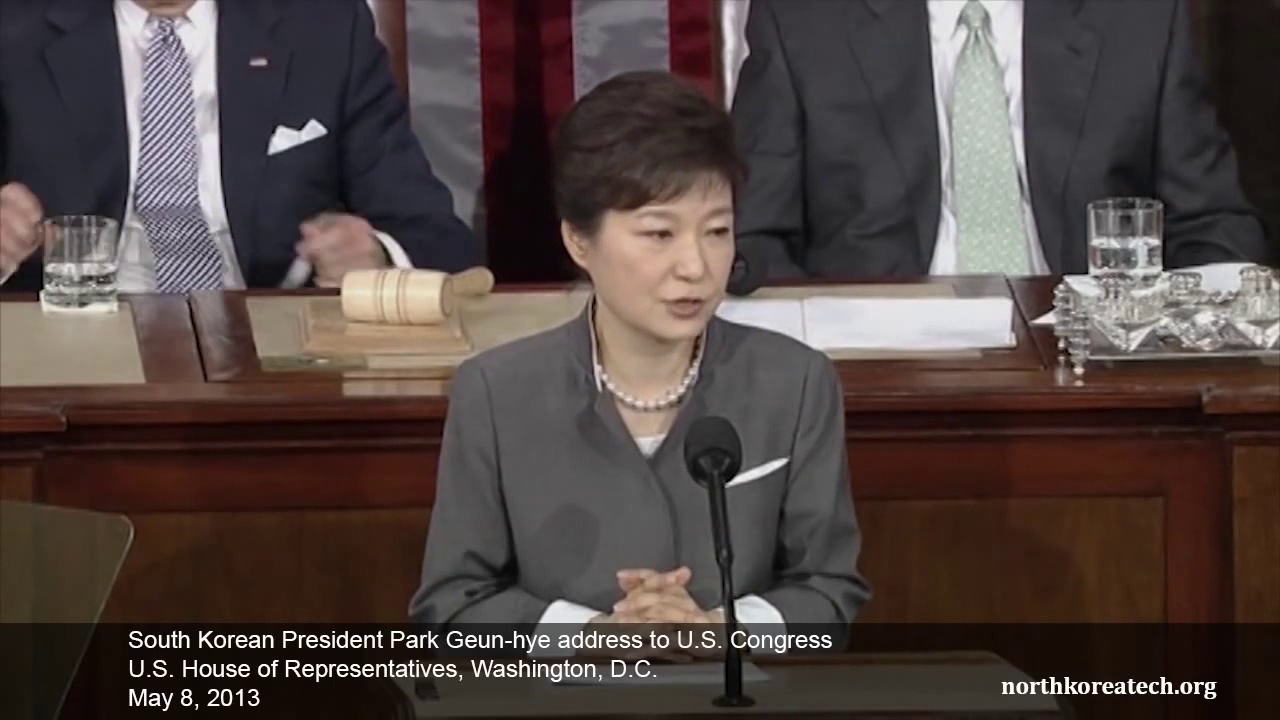 South Korean President Park Geun-hye address to U.S. Congress
U.S. House of Representatives, Washington, D.C.
May 8, 2013
northkoreatech.org